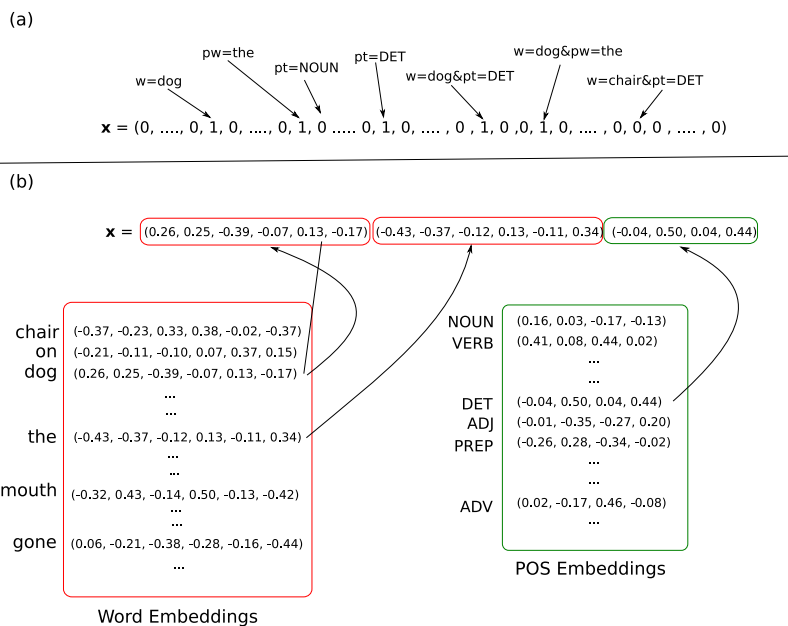 (a)
w=dog
pw=the
pt=NOUN
pt=DET
w=dog&pt=DET
w=dog&pw=the
w=chair&pt=DET
x = (0, ...., 0, 1, 0, ...., 0, 1, 0 ..... 0, 1, 0, .... , 0 , 1, 0 ,0, 1, 0, .... , 0, 0, 0 , .... , 0)
(b)
x = (0.26, 0.25, -0.39, -0.07, 0.13, -0.17) (-0.43, -0.37, -0.12, 0.13, -0.11, 0.34) (-0.04, 0.50, 0.04, 0.44)
chair (-0.37, -0.23, 0.33, 0.38, -0.02, -0.37)
on (-0.21, -0.11, -0.10, 0.07, 0.37, 0.15)
dog (0.26, 0.25, -0.39, -0.07, 0.13, -0.17)
...
...
the (-0.43, -0.37, -0.12, 0.13, -0.11, 0.34)
...
...
mouth (-0.32, 0.43, -0.14, 0.50, -0.13, -0.42)
...
...
gone (0.06, -0.21, -0.38, -0.28, -0.16, -0.44)
...
Word Embeddings
NOUN (0.16, 0.03, -0.17, -0.13)
VERB (0.41, 0.08, 0.44, 0.02)
...
...
DET (-0.04, 0.50, 0.04, 0.44)
ADJ (-0.01, -0.35, -0.27, 0.20)
PREP (-0.26, 0.28, -0.34, -0.02)
...
...
ADV (0.02, -0.17, 0.46, -0.08)
...
POS Embeddings